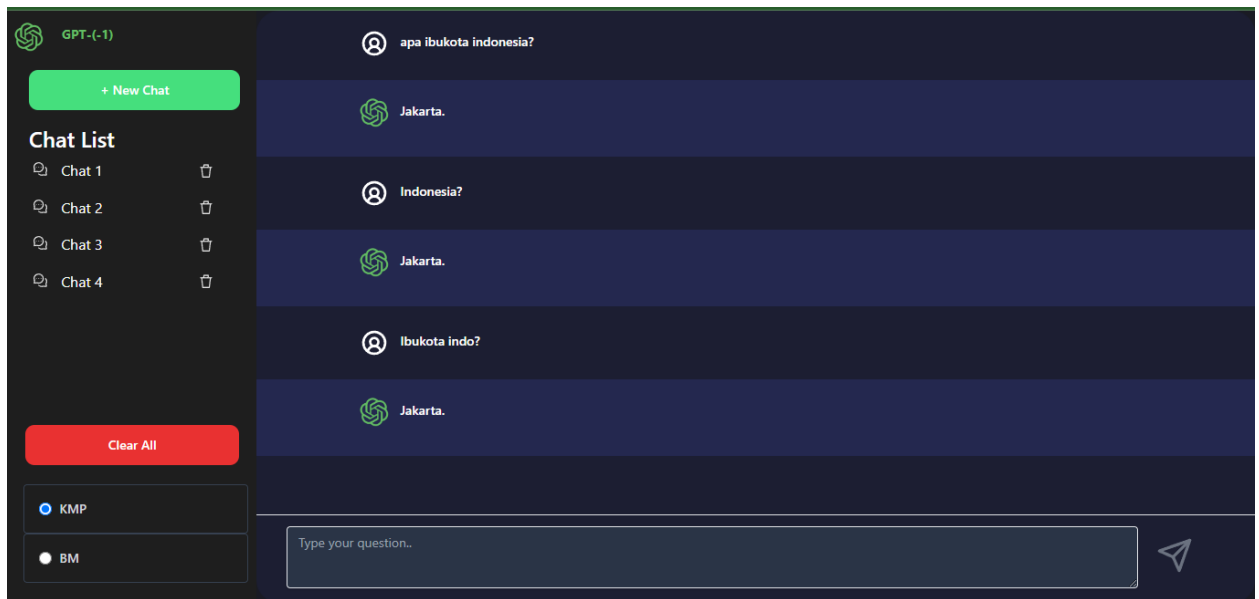 GPT-(-1)
+ New Chat
Chat List
Chat 1
Chat 2
Chat 3
Chat 4
Clear All
KMP
BM
apa ibukota indonesia?
Jakarta.
Indonesia?
Jakarta.
Ibukota indo?
Jakarta.
Type your question..